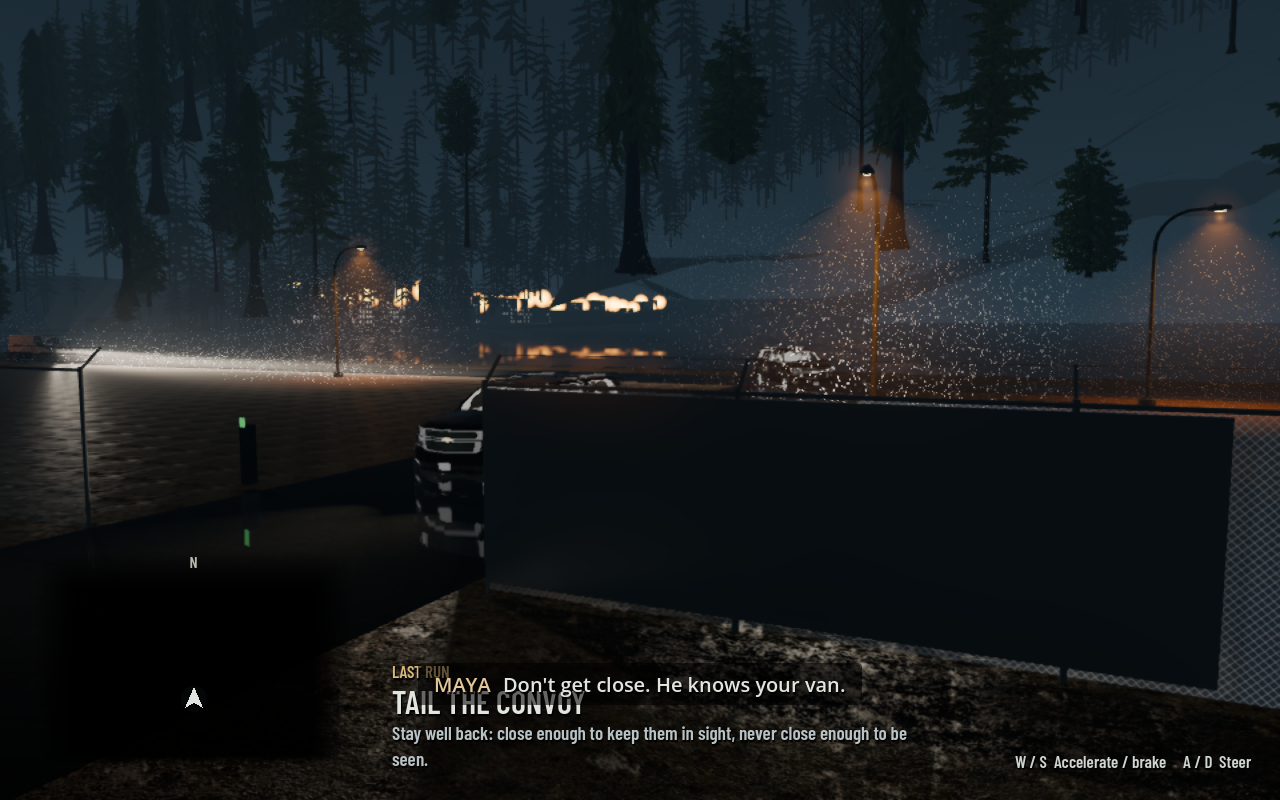 N
LAST RUN
MAYA Don't get close. He knows your van.
TAIL THE CONVOY
Stay well back: close enough to keep them in sight, never close enough to be
seen.
W / S Accelerate / brake A / D Steer